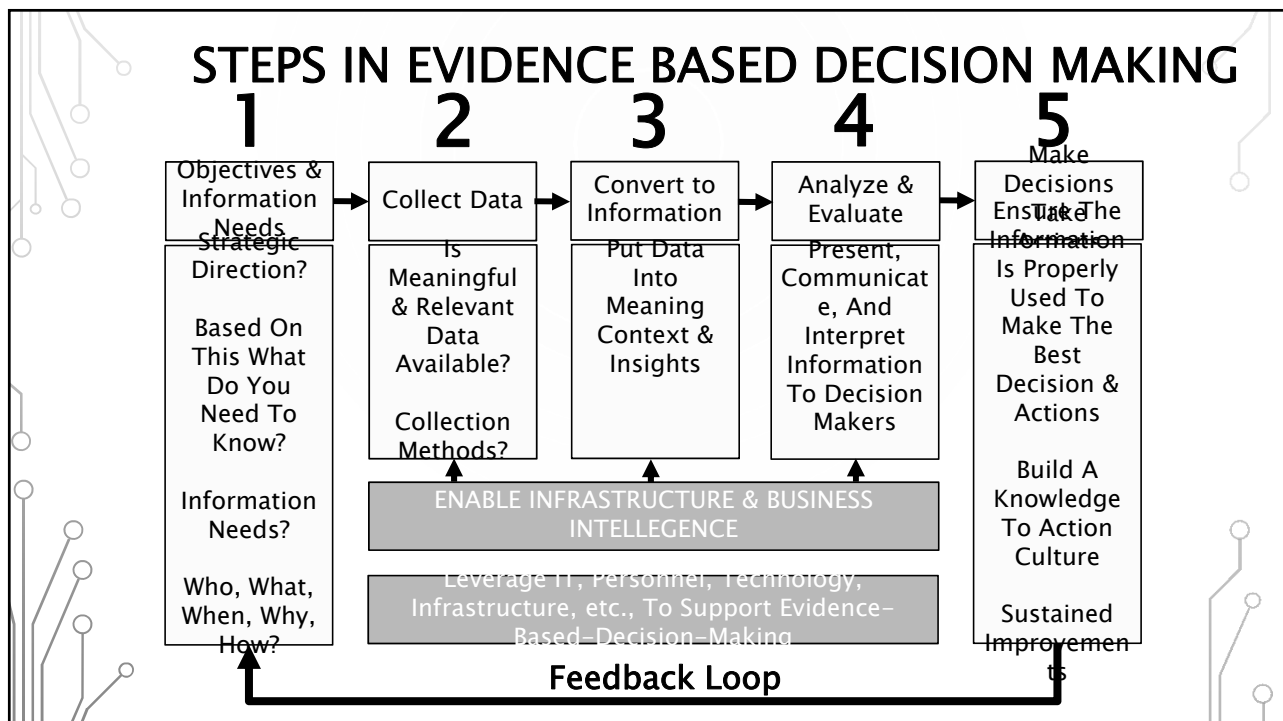 STEPS IN EVIDENCE BASED DECISION MAKING
1
2
3
4
5
Objectives &
Information
Needs
Collect Data
Convert to
Information
Analyze &
Evaluate
Make
Decisions
Take
Strategic
Direction?
Based On
This What
Do You
Need To
Know?
Information
Needs?
Who, What,
When, Why,
How?
Is
Meaningful
& Relevant
Data
Available?
Collection
Methods?
Put Data
Into
Meaning
Context &
Insights
Present,
Communicat
e, And
Interpret
Information
To Decision
Makers
Ensure The
Information
Is Properly
Used To
Make The
Best
Decision &
Actions
Build A
Knowledge
To Action
Culture
Sustained
Improvemen
ts
ENABLE INFRASTRUCTURE & BUSINESS
INTELLEGENCE
Leverage IT, Personnel, Technology,
Infrastructure, etc., To Support Evidence-
Based-Decision-Making
Feedback Loop